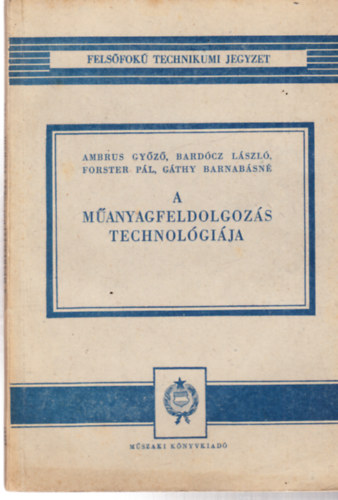 FELSŐFOKÚ TECHNIKUMI JEGYZET
AMBRUS GYŐZŐ, BARDÓCZ LÁSZLÓ,
FORSTER PÁL, GÁTHY BARNABÁSNÉ
A
MŰANYAGFELDOLGOZÁS
TECHNOLÓGIÁJA
MŰSZAKI KÖNYVKIADÓ